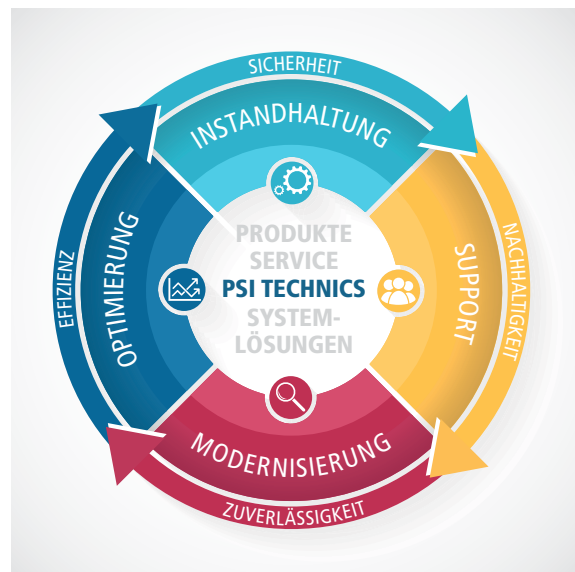 SICHERHEIT
INSTANDHALTUNG
NACHHALTIGKEIT
SUPPORT
ZUVERLÄSSIGKEIT
MODERNISIERUNG
EFFIZIENZ
OPTIMIERUNG
PRODUKTE
SERVICE
PSI TECHNICS
SYSTEM-
LÖSUNGEN